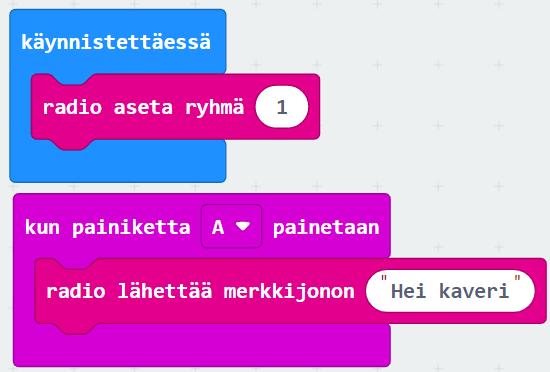 käynnistettäessä
radio aseta ryhmä 1
kun painiketta A painetaan
radio lähettää merkkijonon "Hei kaveri"